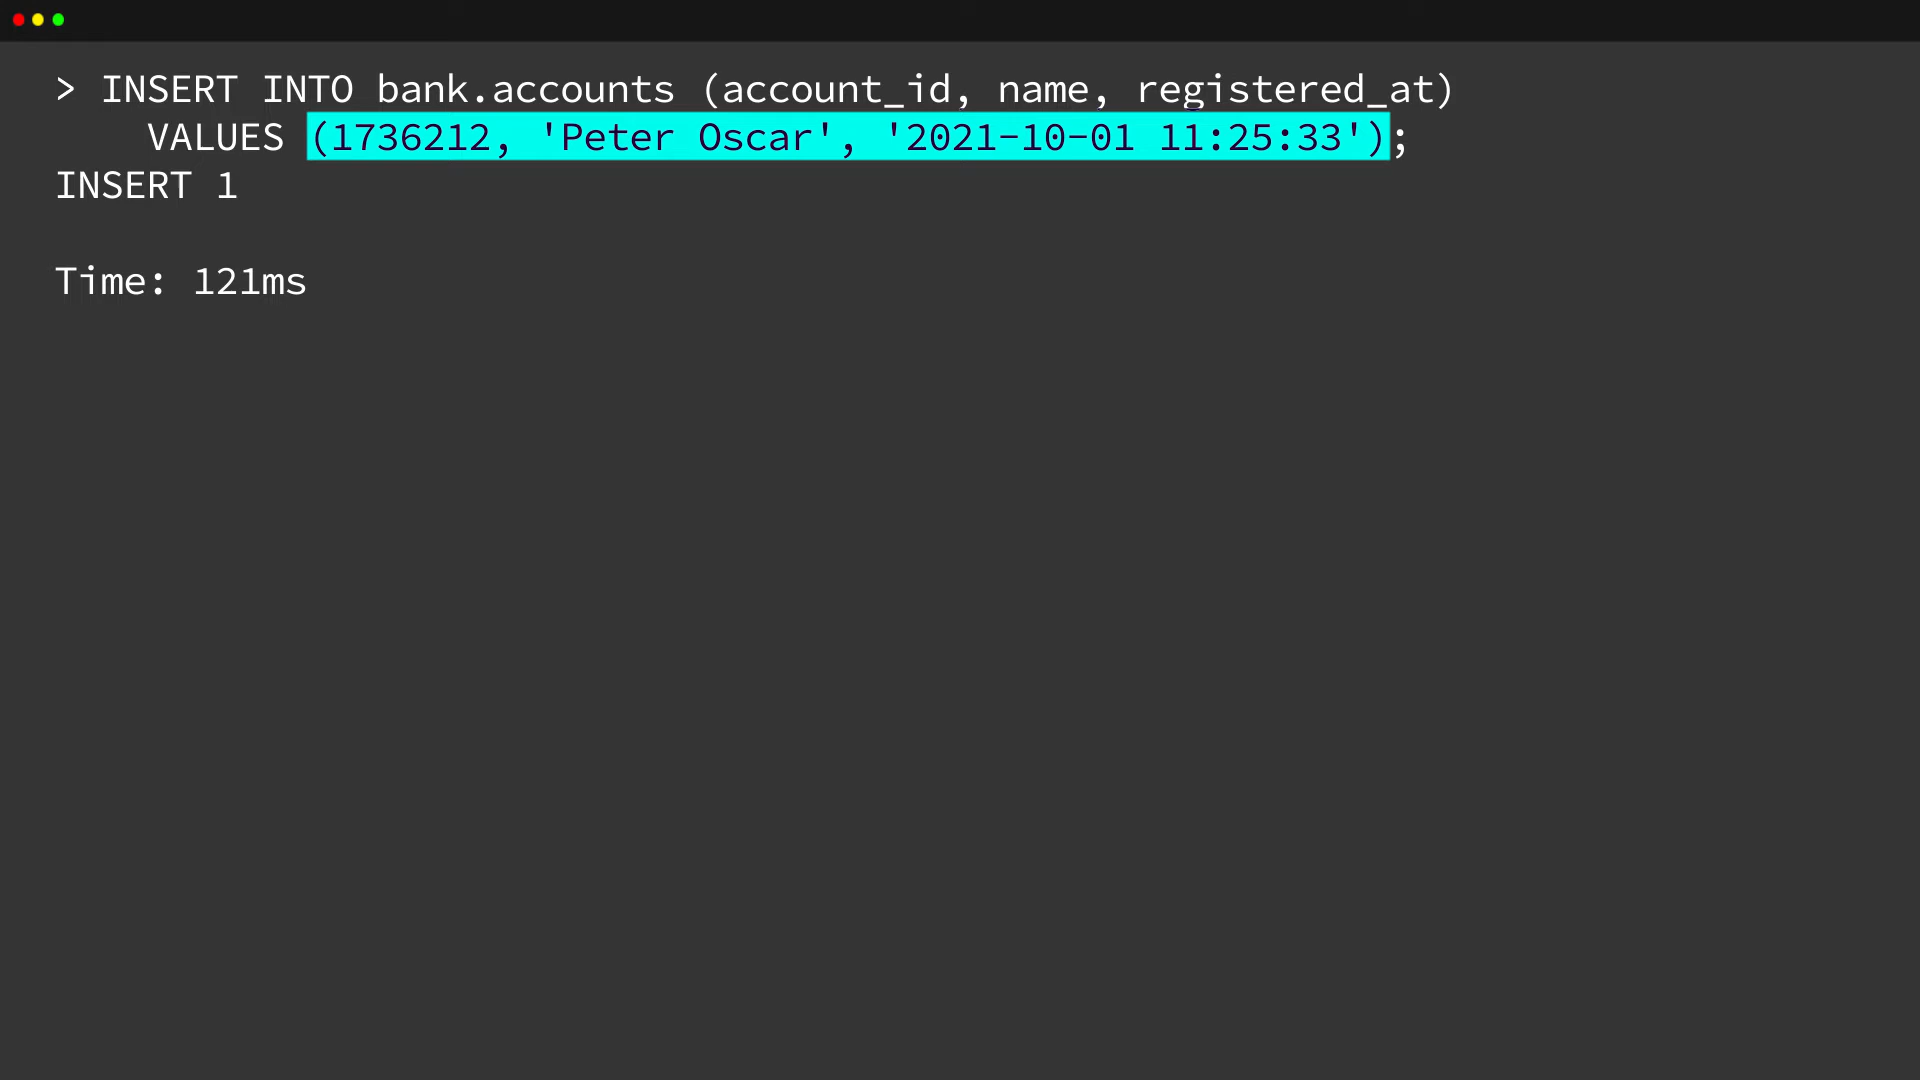 > INSERT INTO bank.accounts (account_id, name, registered_at)
VALUES (1736212, 'Peter Oscar', '2021-10-01 11:25:33');
INSERT 1
Time: 121ms